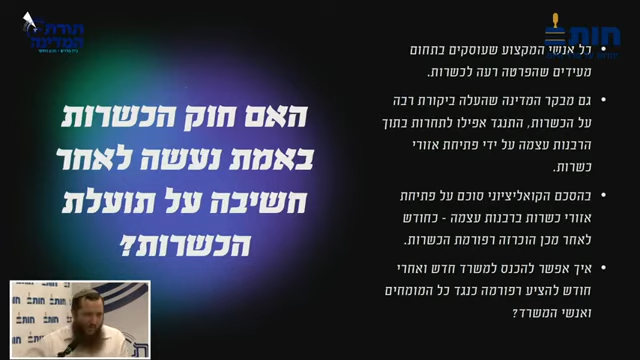 תורת
המדינה
חותם
האם חוק הכשרות
באמת נעשה לאחר
חשיבה על תועלת
הכשרות?
• כל אנשי המקצוע שעוסקים בתחום
מעידים שהפרטה רעה לכשרות.
• גם מבקר המדינה שהעלה ביקורת רבה
על הכשרות, התנגד אפילו לתחרות בתוך
הרבנות עצמה על ידי פתיחת אזורי
כשרות.
• בהסכם הקואליציוני סוכם על פתיחת
אזורי כשרות ברבנות עצמה - כחודש
לאחר מכן הוכרזה רפורמת הכשרות.
• איך אפשר להכנס למשרד חדש ואחרי
חודש להציע רפורמה כנגד כל המומחים
ואנשי המשרד?